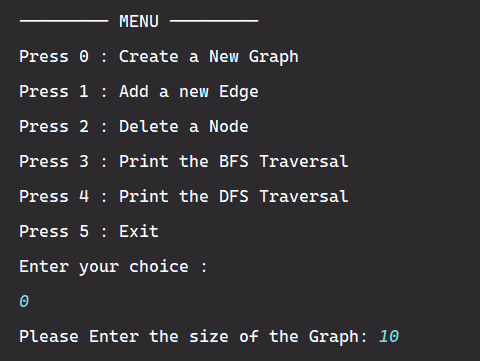 --------- MENU ---------
Press 0 : Create a New Graph
Press 1 : Add a new Edge
Press 2 : Delete a Node
Press 3 : Print the BFS Traversal
Press 4 : Print the DFS Traversal
Press 5 : Exit
Enter your choice :
0
Please Enter the size of the Graph: 10